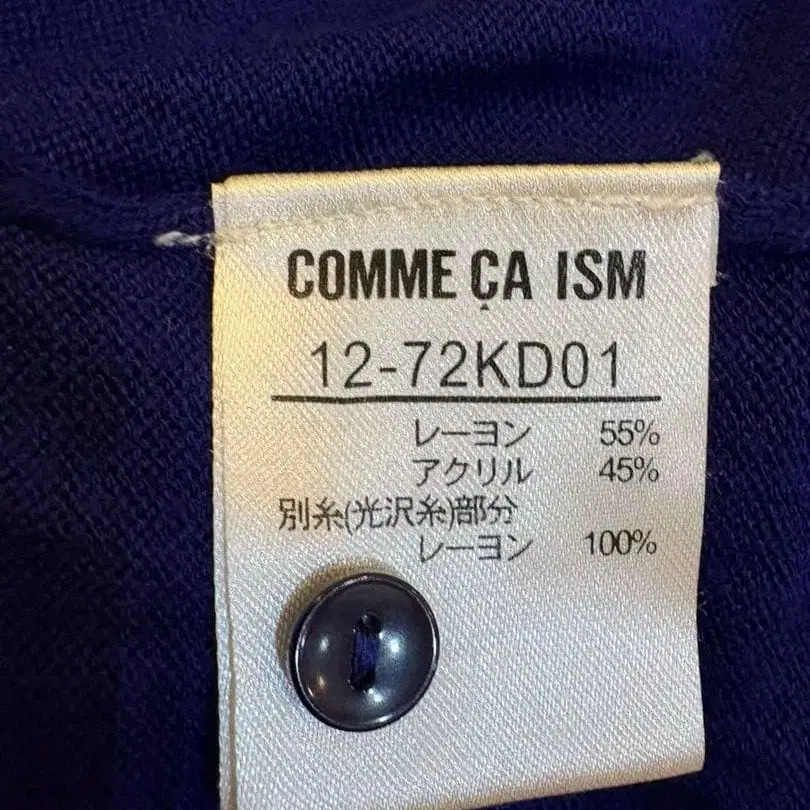 COMME ÇA ISM
12-72KD01
レーヨン 55%
アクリル 45%
別糸(光沢糸)部分
レーヨン 100%